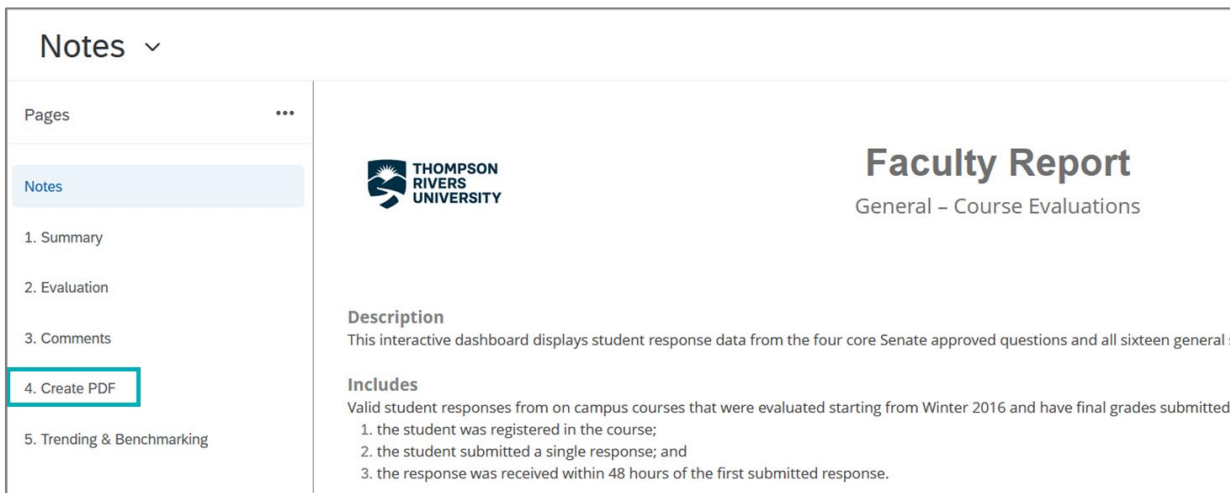 Notes
Pages
Notes
1. Summary
2. Evaluation
3. Comments
4. Create PDF
5. Trending & Benchmarking
THOMPSON
RIVERS
UNIVERSITY
Faculty Report
General – Course Evaluations
Description
This interactive dashboard displays student response data from the four core Senate approved questions and all sixteen general
Includes
Valid student responses from on campus courses that were evaluated starting from Winter 2016 and have final grades submitted
1. the student was registered in the course;
2. the student submitted a single response; and
3. the response was received within 48 hours of the first submitted response.